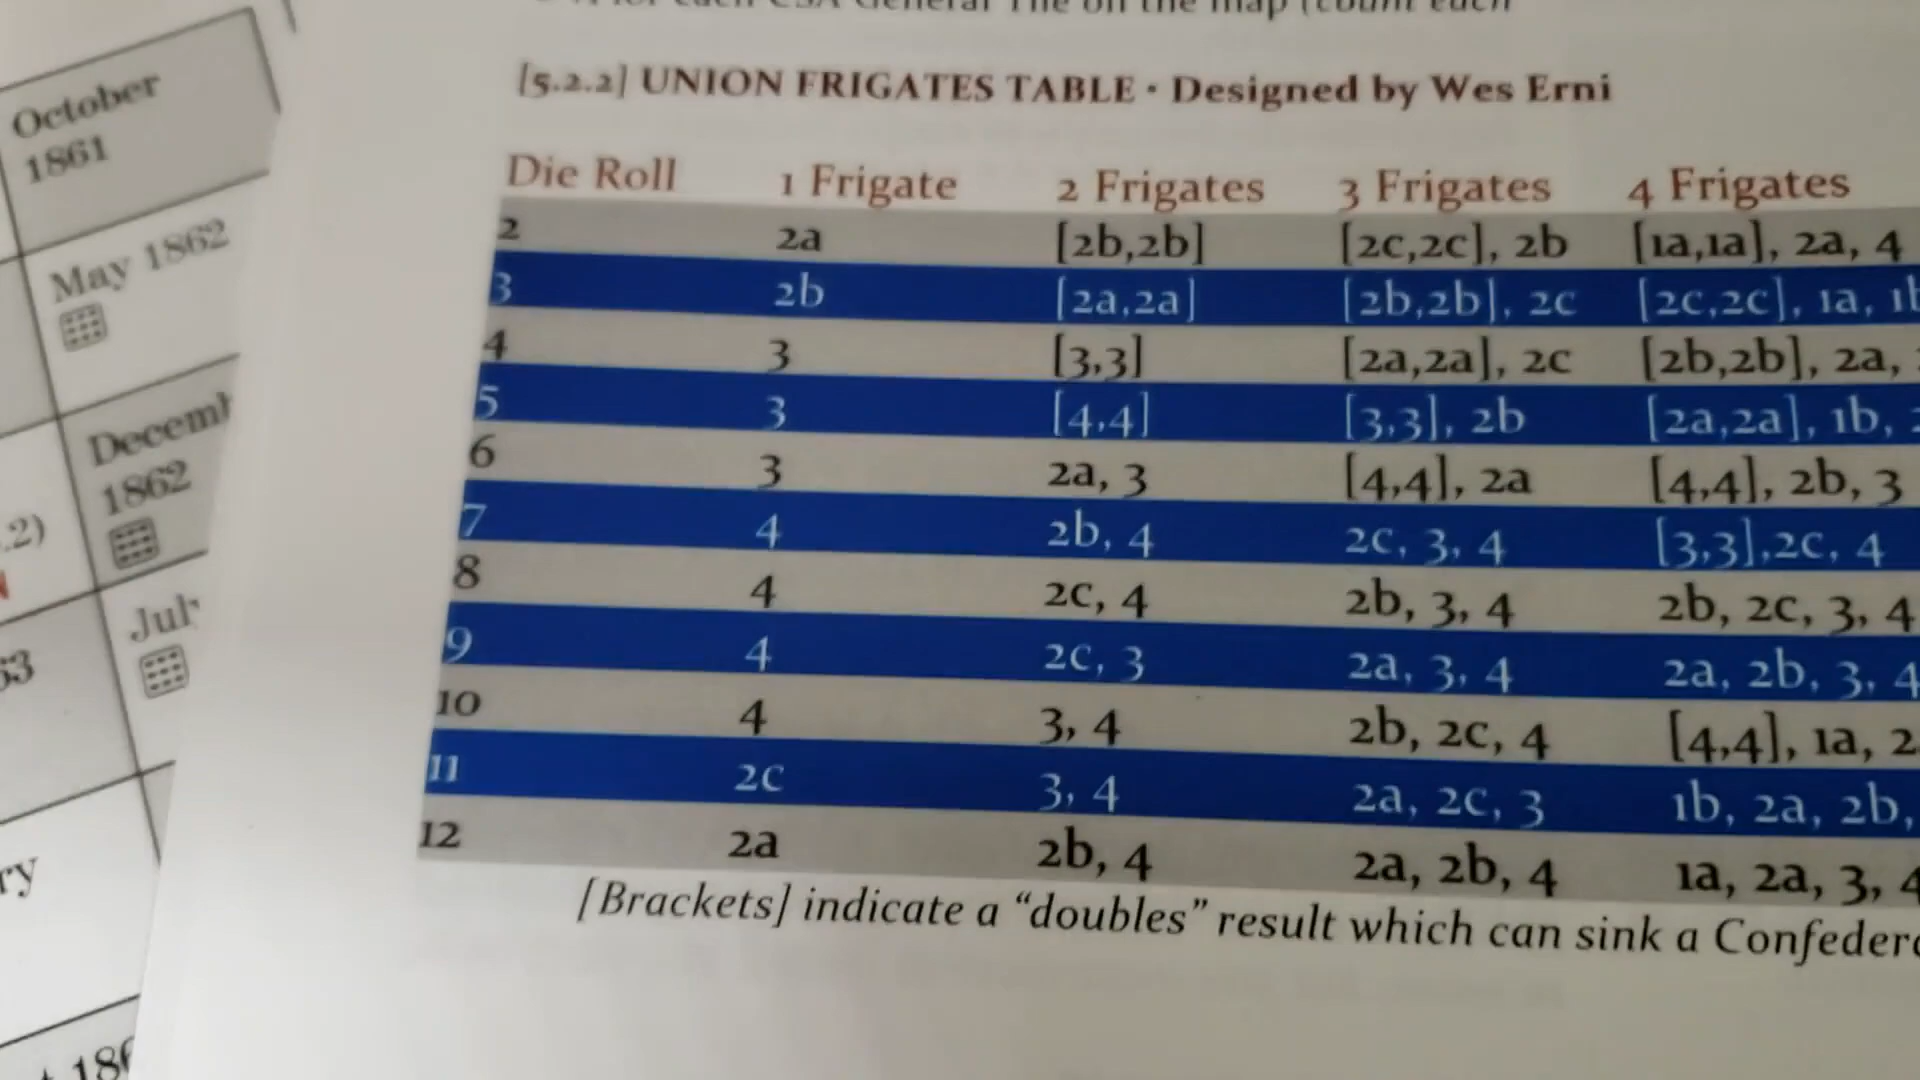 October
1861
May 1862
1862
.2)
63
[5.2.2] UNION FRIGATES TABLE · Designed by Wes Erni
Die Roll 1 Frigate 2 Frigates 3 Frigates 4 Frigates
2 2a [2b,2b] [2c,2c], 2b [1a,1a], 2a, 4
3 2b [2a,2a] [2b,2b], 2c [2c,2c], 1a,
4 3 [3,3] [2a,2a], 2c [2b,2b], 2a,
5 3 [4,4] [3,3], 2b [2a,2a], 1b,
6 3 2a, 3 [4,4], 2a [4,4], 2b, 3
7 4 2b, 4 2c, 3, 4 [3,3],2c, 4
8 4 2c, 4 2b, 3, 4 2b, 2c, 3, 4
9 4 2c, 3 2a, 3, 4 2a, 2b, 3, 4
10 4 3, 4 2b, 2c, 4 [4,4], 1a, 2
11 2c 3, 4 2a, 2c, 3 1b, 2a, 2b,
12 2a 2b, 4 2a, 2b, 4 1a, 2a, 3, 4
[Brackets] indicate a “doubles” result which can sink a